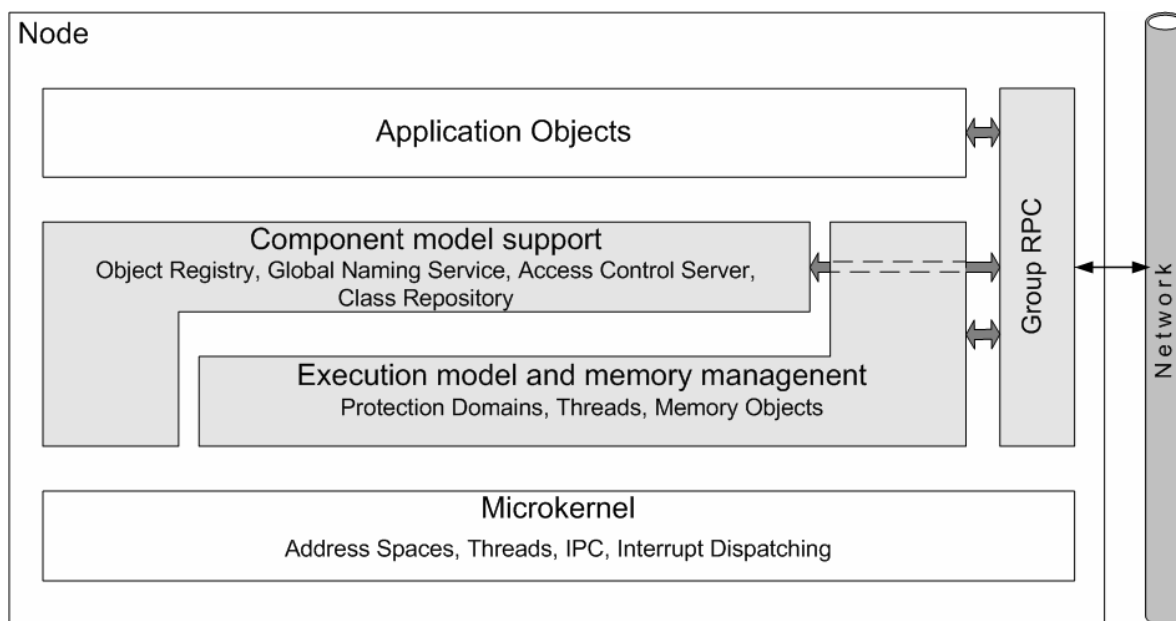 Node
Application Objects
Component model support
Object Registry, Global Naming Service, Access Control Server,
Class Repository
Execution model and memory managenent
Protection Domains, Threads, Memory Objects
Group RPC
Network
Microkernel
Address Spaces, Threads, IPC, Interrupt Dispatching